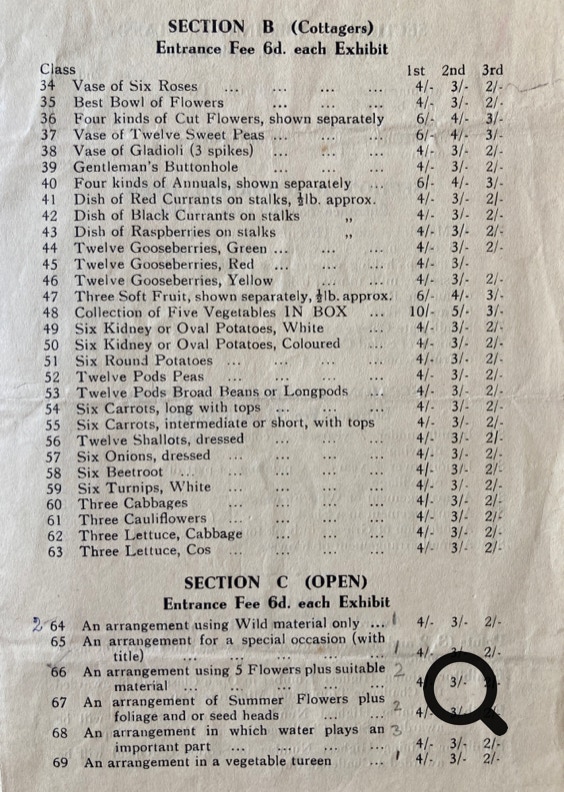 SECTION B (Cottagers)
Entrance Fee 6d. each Exhibit
Class 1st 2nd 3rd
34 Vase of Six Roses ... ... ... 4/- 3/- 2/-
35 Best Bowl of Flowers ... ... ... 4/- 3/- 2/-
36 Four kinds of Cut Flowers, shown separately 6/- 4/- 3/-
37 Vase of Twelve Sweet Peas ... ... ... 6/- 4/- 3/-
38 Vase of Gladioli (3 spikes) ... ... ... 4/- 3/- 2/-
39 Gentleman's Buttonhole ... ... ... 4/- 3/- 2/-
40 Four kinds of Annuals, shown separately ... 6/- 4/- 3/-
41 Dish of Red Currants on stalks, ½lb. approx. 4/- 3/- 2/-
42 Dish of Black Currants on stalks ,, 4/- 3/- 2/-
43 Dish of Raspberries on stalks ,, 4/- 3/- 2/-
44 Twelve Gooseberries, Green ... ... ... 4/- 3/- 2/-
45 Twelve Gooseberries, Red ... ... ... 4/- 3/-
46 Twelve Gooseberries, Yellow ... ... 4/- 3/- 2/-
47 Three Soft Fruit, shown separately, ½lb. approx. 6/- 4/- 3/-
48 Collection of Five Vegetables IN BOX ... 10/- 5/- 3/-
49 Six Kidney or Oval Potatoes, White ... 4/- 3/- 2/-
50 Six Kidney or Oval Potatoes, Coloured ... 4/- 3/- 2/-
51 Six Round Potatoes ... ... ... ... 4/- 3/- 2/-
52 Twelve Pods Peas ... ... ... ... 4/- 3/- 2/-
53 Twelve Pods Broad Beans or Longpods ... 4/- 3/- 2/-
54 Six Carrots, long with tops ... ... ... 4/- 3/- 2/-
55 Six Carrots, intermediate or short, with tops 4/- 3/- 2/-
56 Twelve Shallots, dressed ... ... ... 4/- 3/- 2/-
57 Six Onions, dressed ... ... ... ... 4/- 3/- 2/-
58 Six Beetroot ... ... ... ... ... 4/- 3/- 2/-
59 Six Turnips, White ... ... ... ... 4/- 3/- 2/-
60 Three Cabbages ... ... ... ... 4/- 3/- 2/-
61 Three Cauliflowers ... ... ... ... 4/- 3/- 2/-
62 Three Lettuce, Cabbage ... ... ... 4/- 3/- 2/-
63 Three Lettuce, Cos ... ... ... ... 4/- 3/- 2/-
SECTION C (OPEN)
Entrance Fee 6d. each Exhibit
2 64 An arrangement using Wild material only ... 1 4/- 3/- 2/-
65 An arrangement for a special occasion (with
title) ... ... ... ... 1 4/- 2/-
66 An arrangement using 5 Flowers plus suitable 2
material ... ... ... ... ... 3/-
67 An arrangement of Summer Flowers plus 2
foliage and or seed heads ... ... 4/- 3/-
68 An arrangement in which water plays an 3
important part ... ... ... ... 4/- 3/- 2/-
69 An arrangement in a vegetable tureen ... 1 4/- 3/- 2/-